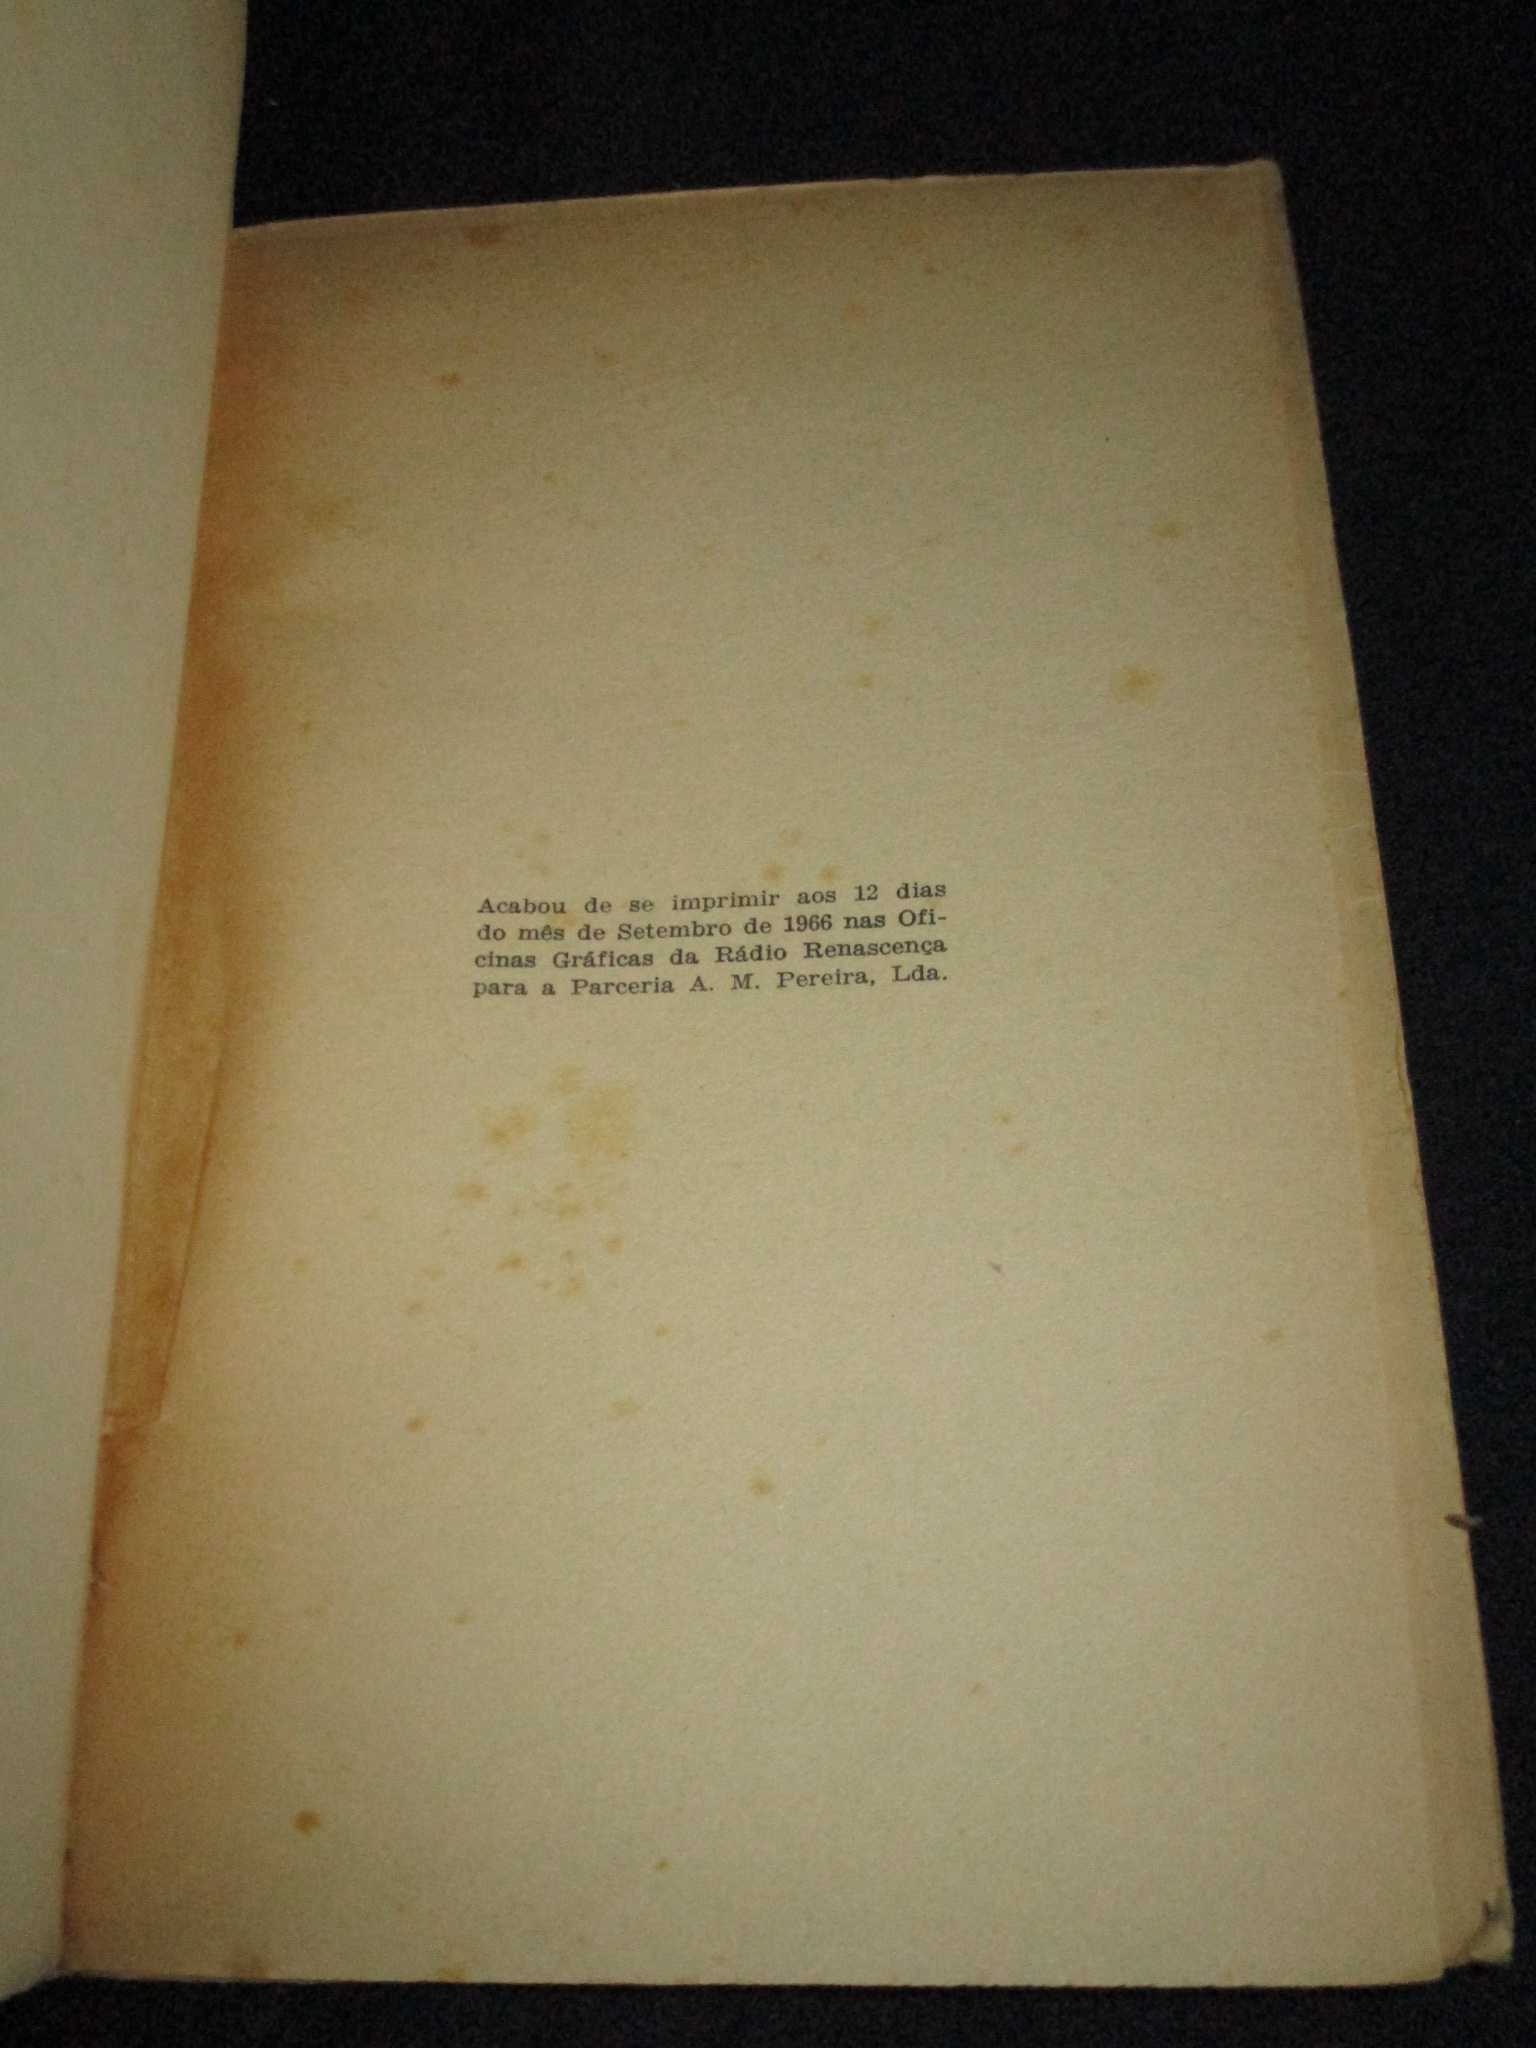 Acabou de se imprimir aos 12 dias
do mês de Setembro de 1966 nas Ofi-
cinas Gráficas da Rádio Renascença
para a Parceria A. M. Pereira, Lda.